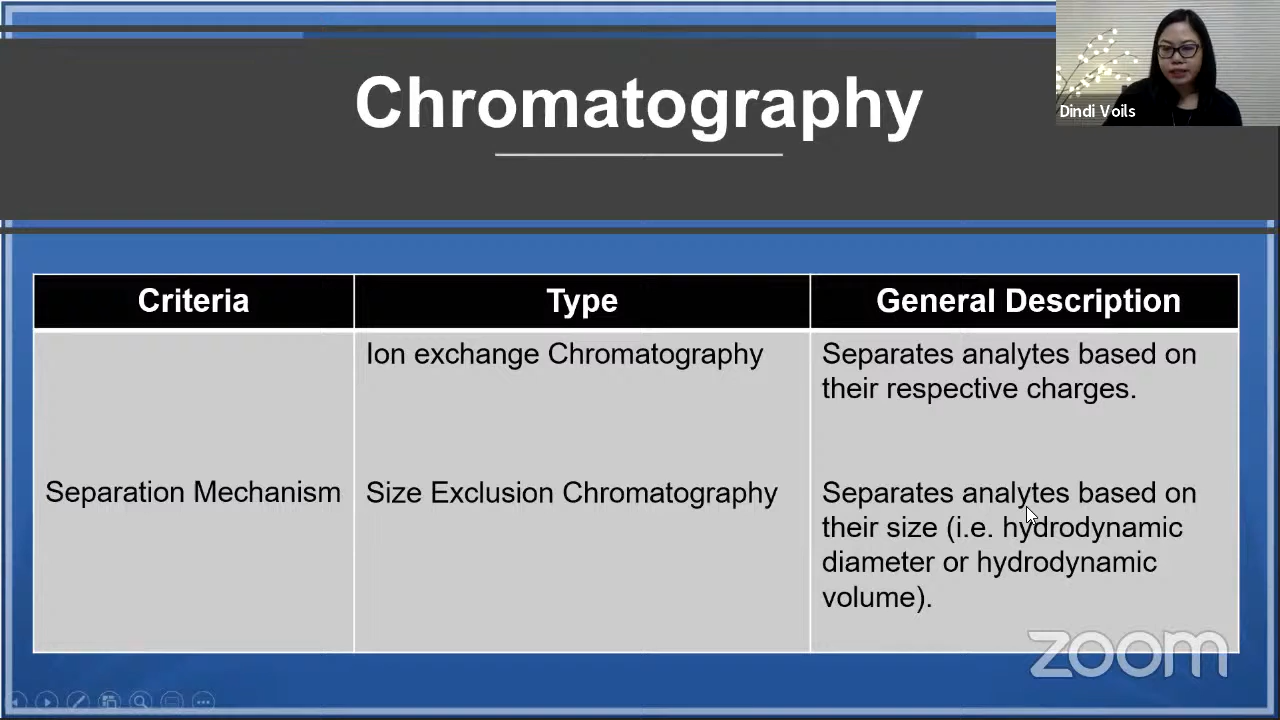 Chromatography
Dindi Voils
Criteria
Type
General Description
Ion exchange Chromatography
Separates analytes based on
their respective charges.
Separation Mechanism
Size Exclusion Chromatography
Separates analytes based on
their size (i.e. hydrodynamic
diameter or hydrodynamic
volume).
zoom